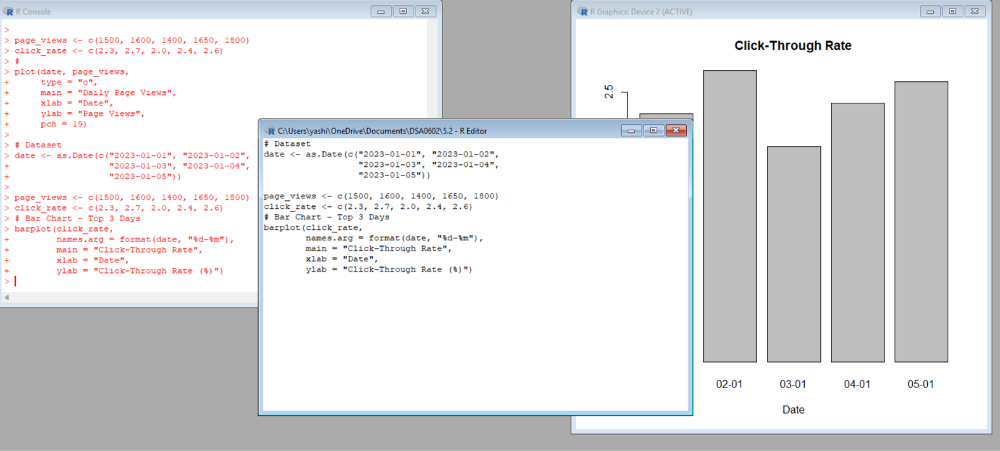 R Console
>
> page_views <- c(1500, 1600, 1400, 1650, 1800)
> click_rate <- c(2.3, 2.7, 2.0, 2.4, 2.6)
> #
> plot(date, page_views,
+      type = "o",
+      main = "Daily Page Views",
+      xlab = "Date",
+      ylab = "Page Views",
+      pch = 19)
>
> # Dataset
> date <- as.Date(c("2023-01-01", "2023-01-02",
+                   "2023-01-03", "2023-01-04",
+                   "2023-01-05"))
>
> page_views <- c(1500, 1600, 1400, 1650, 1800)
> click_rate <- c(2.3, 2.7, 2.0, 2.4, 2.6)
> # Bar Chart - Top 3 Days
> barplot(click_rate,
+         names.arg = format(date, "%d-%m"),
+         main = "Click-Through Rate",
+         xlab = "Date",
+         ylab = "Click-Through Rate (%)")
>
C:\Users\yashi\OneDrive\Documents\DSA0602\5.2 - R Editor
# Dataset
date <- as.Date(c("2023-01-01", "2023-01-02",
                  "2023-01-03", "2023-01-04",
                  "2023-01-05"))
page_views <- c(1500, 1600, 1400, 1650, 1800)
click_rate <- c(2.3, 2.7, 2.0, 2.4, 2.6)
# Bar Chart - Top 3 Days
barplot(click_rate,
        names.arg = format(date, "%d-%m"),
        main = "Click-Through Rate",
        xlab = "Date",
        ylab = "Click-Through Rate (%)")
R Graphics: Device 2 (ACTIVE)
Click-Through Rate
2.5
02-01 03-01 04-01 05-01
Date